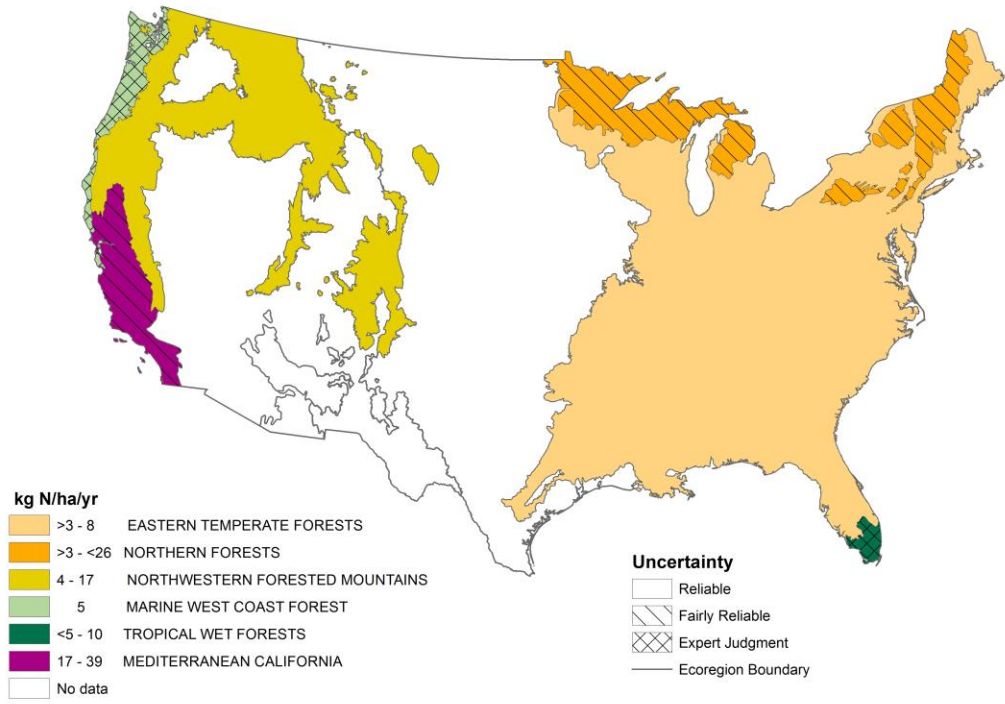 kg N/ha/yr
>3 - 8 EASTERN TEMPERATE FORESTS
>3 - <26 NORTHERN FORESTS
4 - 17 NORTHWESTERN FORESTED MOUNTAINS
5 MARINE WEST COAST FOREST
<5 - 10 TROPICAL WET FORESTS
17 - 39 MEDITERRANEAN CALIFORNIA
No data
Uncertainty
Reliable
Fairly Reliable
Expert Judgment
Ecoregion Boundary